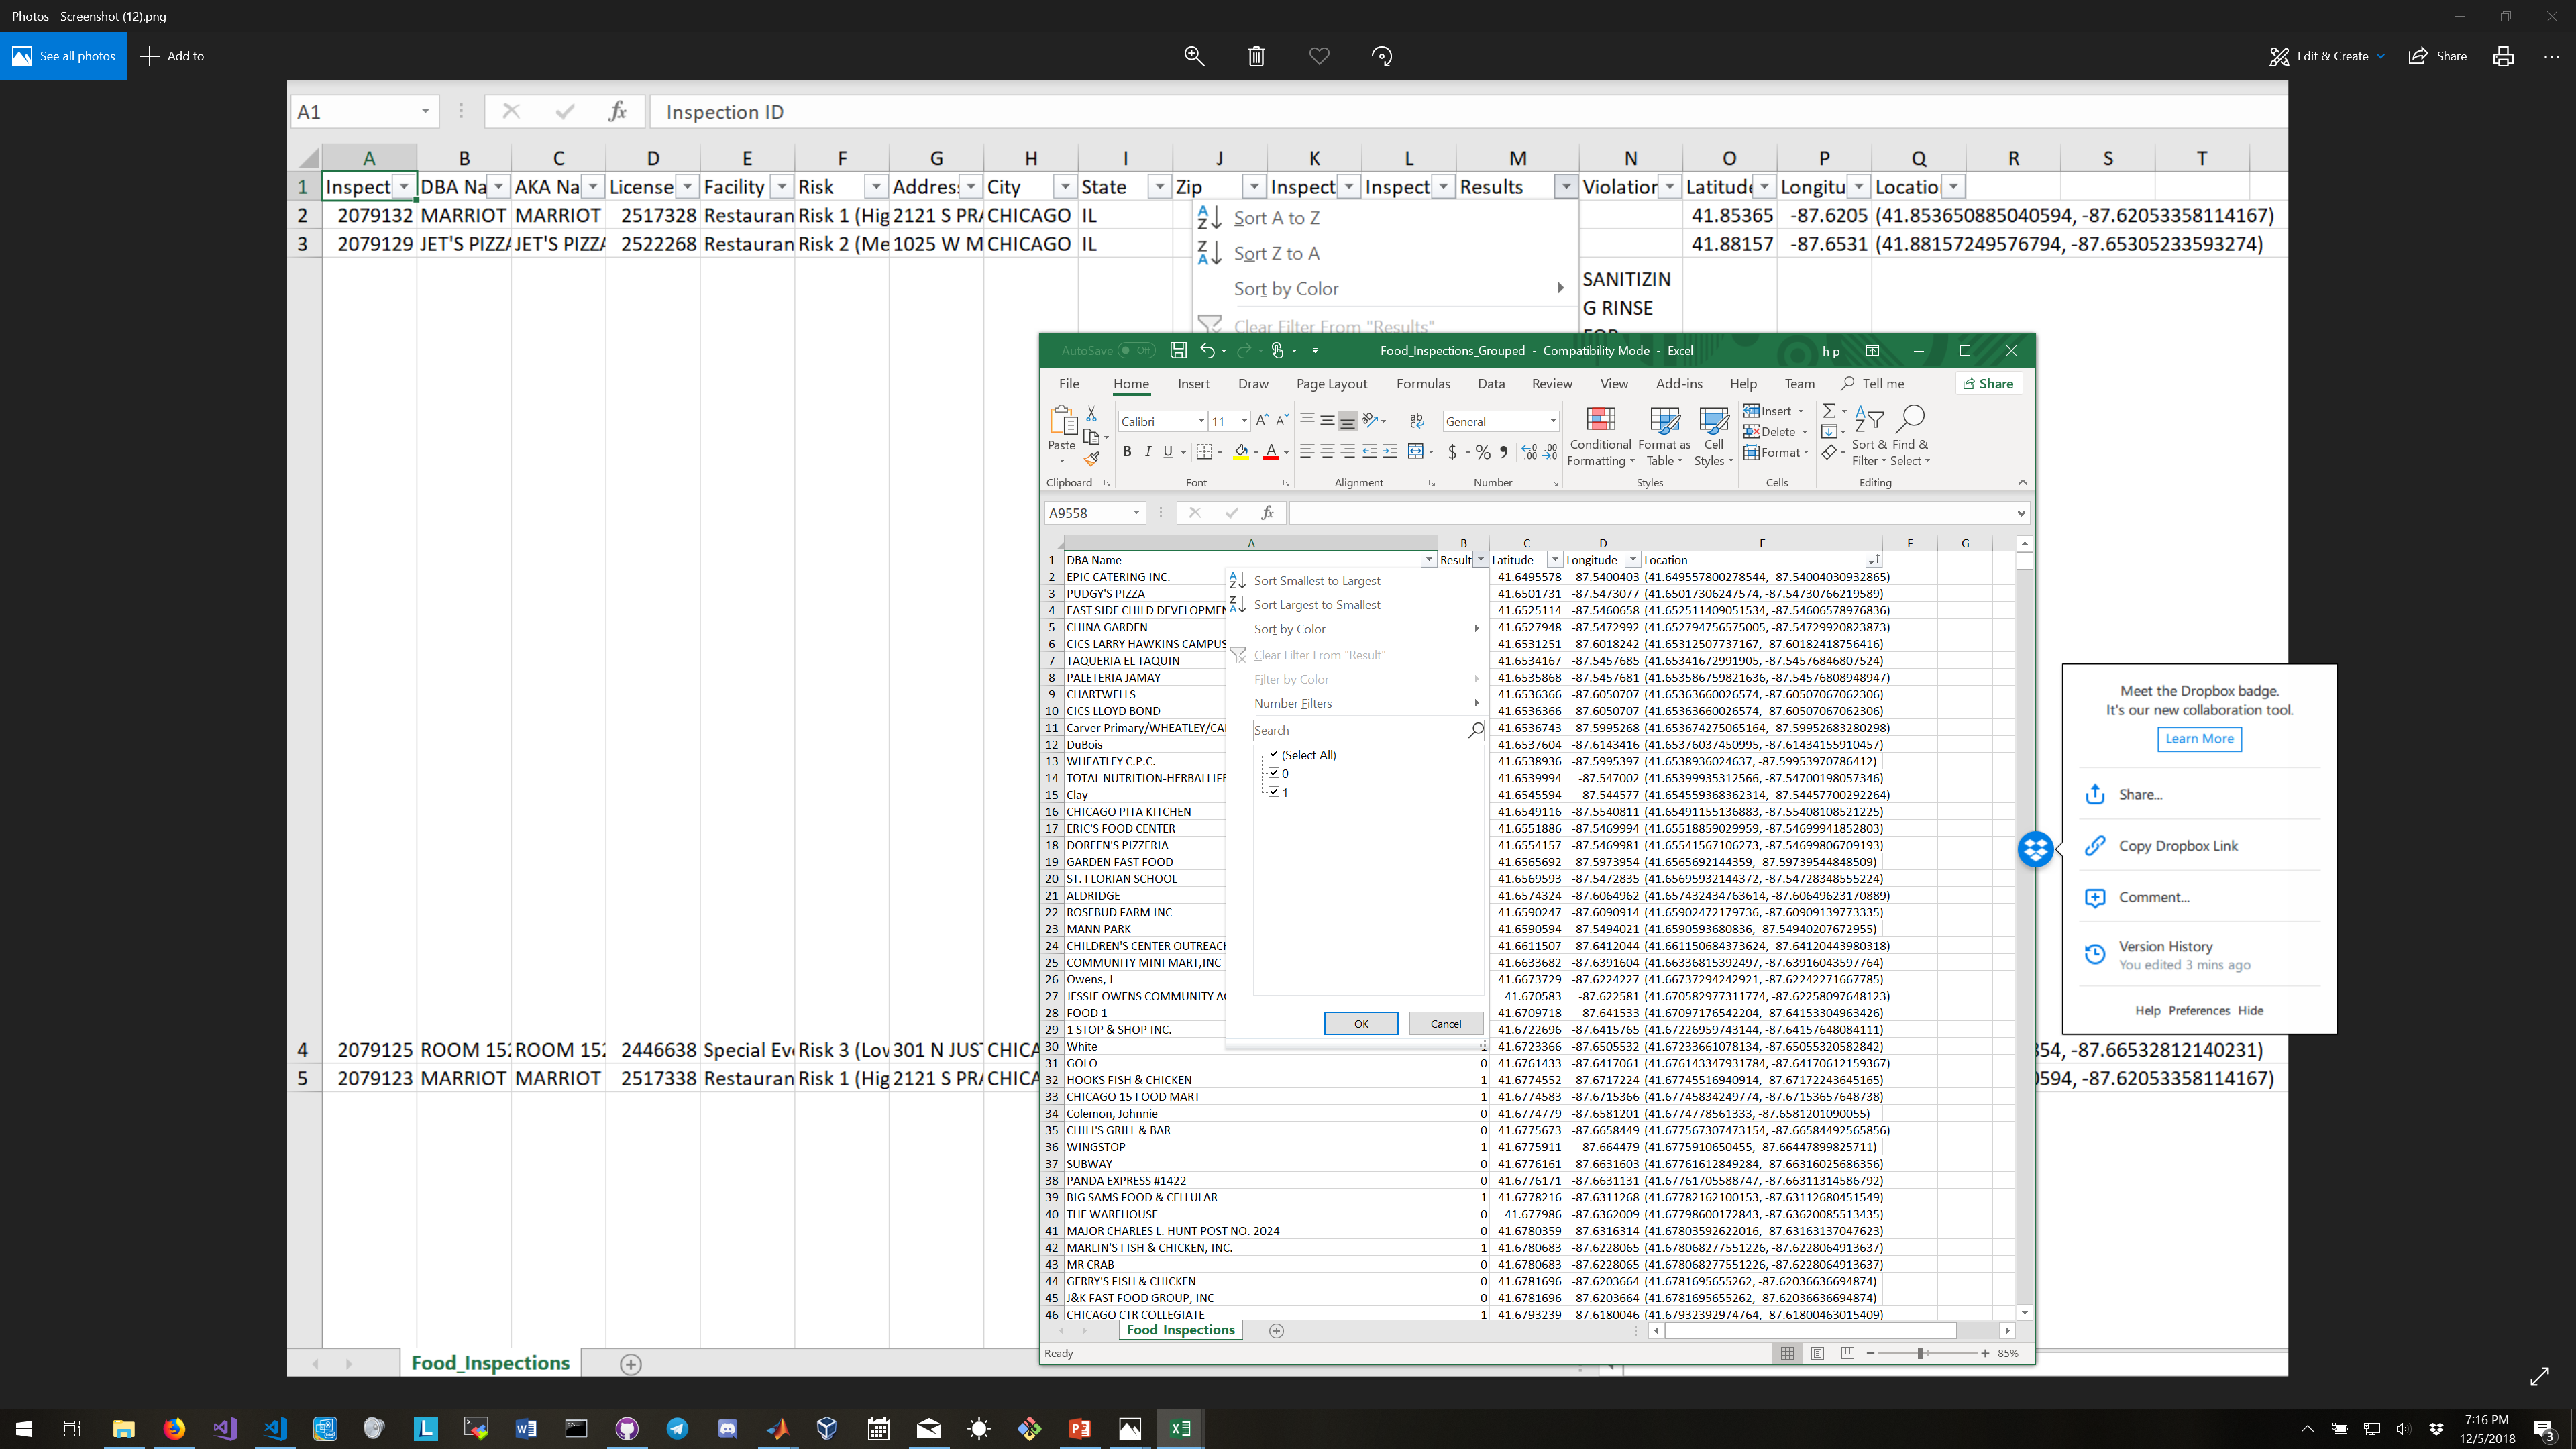 Photos - Screenshot (12).png
See all photos
Add to
Edit & Create
Share
A1
Inspection ID
A B C D E F G H I J K L M N O P Q R S T
1 Inspect DBA Na AKA Na License Facility Risk Addres: City State Zip Inspect Inspect Results Violation Latitude Longitu Locatio
2 2079132 MARRIOT MARRIOT 2517328 Restauran Risk 1 (Hig 2121 S PRA CHICAGO IL 41.85365 -87.6205 (41.853650885040594, -87.62053358114167)
3 2079129 JET'S PIZZA JET'S PIZZA 2522268 Restauran Risk 2 (Me 1025 W M CHICAGO IL 41.88157 -87.6531 (41.88157249576794, -87.65305233593274)
Sort A to Z
Sort Z to A
Sort by Color
Clear Filter From "Results"
SANITIZIN
G RINSE
FOR
4 2079125 ROOM 152 ROOM 152 2446638 Special Eve Risk 3 (Lov 301 N JUST CHICA 354, -87.66532812140231)
5 2079123 MARRIOT MARRIOT 2517338 Restauran Risk 1 (Hig 2121 S PRA CHICA 0594, -87.62053358114167)
Food_Inspections
AutoSave Off
Food_Inspections_Grouped - Compatibility Mode - Excel
h p
File Home Insert Draw Page Layout Formulas Data Review View Add-ins Help Team Tell me Share
Paste
Calibri 11
General
Conditional Formatting
Format as Table
Cell Styles
Insert
Delete
Format
Sort & Filter
Find & Select
Clipboard Font Alignment Number Styles Cells Editing
A9558
A B C D E F G
1 DBA Name Result Latitude Longitude Location
2 EPIC CATERING INC. 41.6495578 -87.5400403 (41.649557800278544, -87.54004030932865)
3 PUDGY'S PIZZA 41.6501731 -87.5473077 (41.65017306247574, -87.54730766219589)
4 EAST SIDE CHILD DEVELOPMEN 41.6525114 -87.5460658 (41.652511409051534, -87.54606578976836)
5 CHINA GARDEN 41.6527948 -87.5472992 (41.652794756575005, -87.54729920823873)
6 CICS LARRY HAWKINS CAMPUS 41.6531251 -87.6018242 (41.65312507737167, -87.60182418756416)
7 TAQUERIA EL TAQUIN 41.6534167 -87.5457685 (41.65341672991905, -87.54576846807524)
8 PALETERIA JAMAY 41.6535868 -87.5457681 (41.653586759821636, -87.54576808948947)
9 CHARTWELLS 41.6536366 -87.6050707 (41.65363660026574, -87.60507067062306)
10 CICS LLOYD BOND 41.6536366 -87.6050707 (41.65363660026574, -87.60507067062306)
11 Carver Primary/WHEATLEY/CAI 41.6536743 -87.5995268 (41.653674275065164, -87.59952683280298)
12 DuBois 41.6537604 -87.6143416 (41.65376037450995, -87.61434155910457)
13 WHEATLEY C.P.C. 41.6538936 -87.5995397 (41.6538936024637, -87.59953970786412)
14 TOTAL NUTRITION-HERBALLIFE 41.6539994 -87.547002 (41.65399935312566, -87.54700198057346)
15 Clay 41.6545594 -87.544577 (41.654559368362314, -87.54457700292264)
16 CHICAGO PITA KITCHEN 41.6549116 -87.5540811 (41.65491155136883, -87.55408108521225)
17 ERIC'S FOOD CENTER 41.6551886 -87.5469994 (41.65518859029959, -87.54699941852803)
18 DOREEN'S PIZZERIA 41.6554157 -87.5469981 (41.65541567106273, -87.54699806709193)
19 GARDEN FAST FOOD 41.6565692 -87.5973954 (41.6565692144359, -87.59739544848509)
20 ST. FLORIAN SCHOOL 41.6569593 -87.5472835 (41.65695932144372, -87.54728348555224)
21 ALDRIDGE 41.6574324 -87.6064962 (41.657432434763614, -87.60649623170889)
22 ROSEBUD FARM INC 41.6590247 -87.6090914 (41.65902472179736, -87.60909139773335)
23 MANN PARK 41.6590594 -87.5494021 (41.6590593680836, -87.54940207672955)
24 CHILDREN'S CENTER OUTREACH 41.6611507 -87.6412044 (41.661150684373624, -87.64120443980318)
25 COMMUNITY MINI MART,INC 41.6633682 -87.6391604 (41.66336815392497, -87.63916043597764)
26 Owens, J 41.6673729 -87.6224227 (41.66737294242921, -87.62242271667785)
27 JESSIE OWENS COMMUNITY AC 41.670583 -87.622581 (41.670582977311774, -87.62258097648123)
28 FOOD 1 41.6709718 -87.641533 (41.67097176542204, -87.64153304963426)
29 1 STOP & SHOP INC. 41.6722696 -87.6415765 (41.67226959743144, -87.64157648084111)
30 White 41.6723366 -87.6505532 (41.67233661078134, -87.65055320582842)
31 GOLO 0 41.6761433 -87.6417061 (41.676143347931784, -87.64170612159367)
32 HOOKS FISH & CHICKEN 1 41.6774552 -87.6717224 (41.67745516940914, -87.67172243645165)
33 CHICAGO 15 FOOD MART 1 41.6774583 -87.6715366 (41.67745834249774, -87.67153657648738)
34 Colemon, Johnnie 0 41.6774779 -87.6581201 (41.6774778561333, -87.6581201090055)
35 CHILI'S GRILL & BAR 0 41.6775673 -87.6658449 (41.677567307473154, -87.66584492565856)
36 WINGSTOP 1 41.6775911 -87.664479 (41.6775910650455, -87.66447899825711)
37 SUBWAY 0 41.6776161 -87.6631603 (41.67761612849284, -87.66316025686356)
38 PANDA EXPRESS #1422 0 41.6776171 -87.6631131 (41.67761705588747, -87.66311314586792)
39 BIG SAMS FOOD & CELLULAR 1 41.6778216 -87.6311268 (41.67782162100153, -87.63112680451549)
40 THE WAREHOUSE 0 41.677986 -87.6362009 (41.67798600172843, -87.63620085513435)
41 MAJOR CHARLES L. HUNT POST NO. 2024 0 41.6780359 -87.6316314 (41.67803592622016, -87.63163137047623)
42 MARLIN'S FISH & CHICKEN, INC. 1 41.6780683 -87.6228065 (41.678068277551226, -87.6228064913637)
43 MR CRAB 0 41.6780683 -87.6228065 (41.678068277551226, -87.6228064913637)
44 GERRY'S FISH & CHICKEN 0 41.6781696 -87.6203664 (41.6781695655262, -87.62036636694874)
45 J&K FAST FOOD GROUP, INC 0 41.6781696 -87.6203664 (41.6781695655262, -87.62036636694874)
46 CHICAGO CTR COLLEGIATE 1 41.6793239 -87.6180046 (41.67932392974764, -87.61800463015409)
Sort Smallest to Largest
Sort Largest to Smallest
Sort by Color
Clear Filter From "Result"
Filter by Color
Number Filters
Search
(Select All)
0
1
OK Cancel
Food_Inspections
Ready
85%
Meet the Dropbox badge.
It's our new collaboration tool.
Learn More
Share...
Copy Dropbox Link
Comment...
Version History
You edited 3 mins ago
Help Preferences Hide
7:16 PM
12/5/2018
3